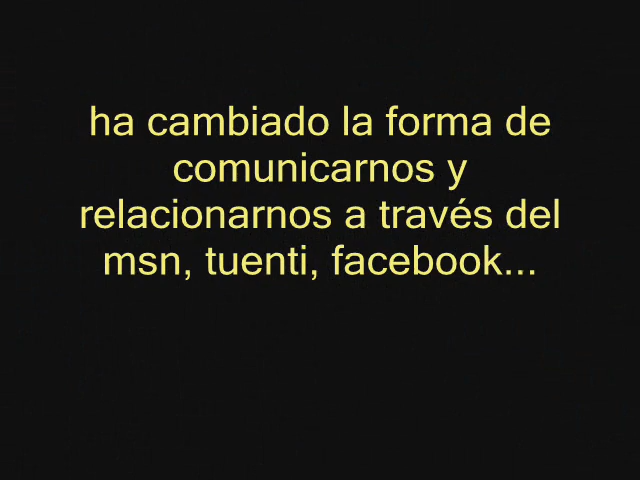 ha cambiado la forma de
comunicarnos y
relacionarnos a través del
msn, tuenti, facebook...